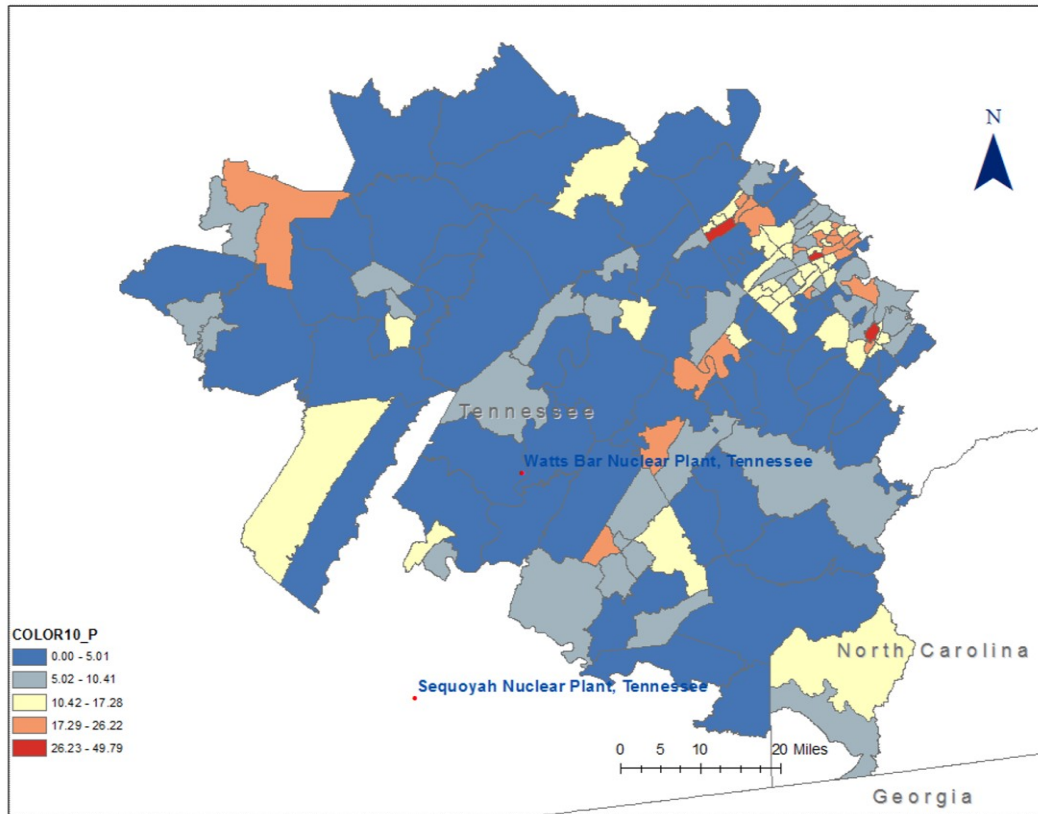 N
Tennessee
Watts Bar Nuclear Plant, Tennessee
COLOR10_P
0.00 - 5.01
5.02 - 10.41
10.42 - 17.28
17.29 - 26.22
26.23 - 49.79
North Carolina
Sequoyah Nuclear Plant, Tennessee
0 5 10 20 Miles
Georgia